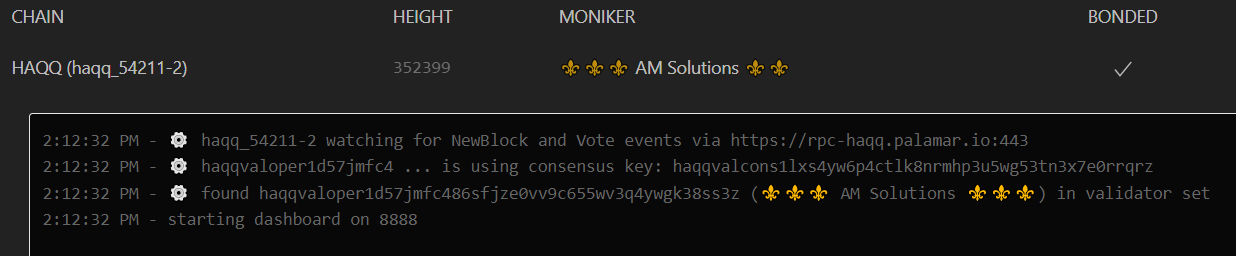 CHAIN HEIGHT MONIKER BONDED
HAQQ (haqq_54211-2) 352399 ⚜️⚜️⚜️ AM Solutions ⚜️⚜️ ✓
2:12:32 PM - ⚙️ haqq_54211-2 watching for NewBlock and Vote events via https://rpc-haqq.palamar.io:443
2:12:32 PM - ⚙️ haqqvaloper1d57jmfc4 ... is using consensus key: haqqvalcons1lxs4yw6p4ctlk8nrmhp3u5wg53tn3x7e0rrqrz
2:12:32 PM - ⚙️ found haqqvaloper1d57jmfc486sfjze0vv9c655wv3q4ywgk38ss3z (⚜️⚜️⚜️ AM Solutions ⚜️⚜️⚜️) in validator set
2:12:32 PM - starting dashboard on 8888